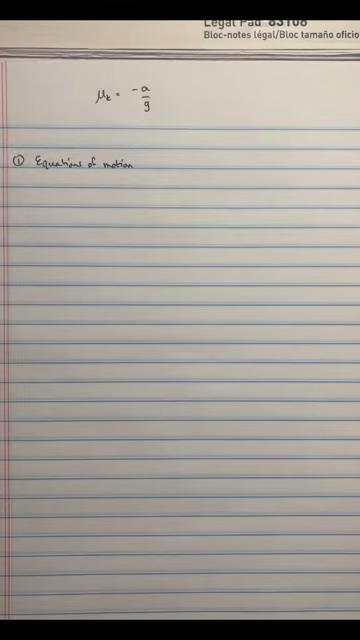 Legal Pad 83108
Bloc-notes légal/Bloc tamaño oficio
μk = -a/g
① Equations of motion